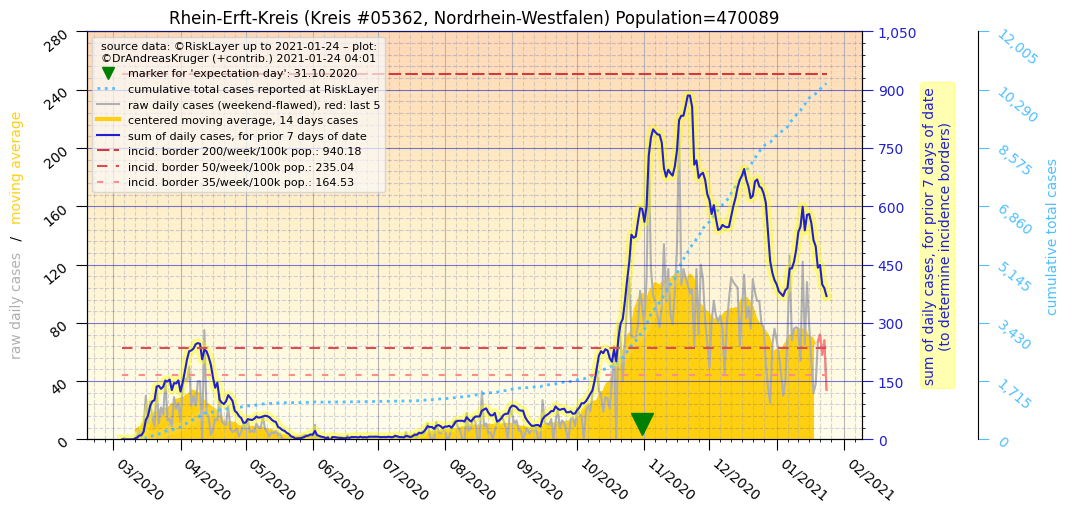 Rhein-Erft-Kreis (Kreis #05362, Nordrhein-Westfalen) Population=470089
source data: ©RiskLayer up to 2021-01-24 – plot:
©DrAndreasKruger (+contrib.) 2021-01-24 04:01
marker for 'expectation day': 31.10.2020
cumulative total cases reported at RiskLayer
raw daily cases (weekend-flawed), red: last 5
centered moving average, 14 days cases
sum of daily cases, for prior 7 days of date
incid. border 200/week/100k pop.: 940.18
incid. border 50/week/100k pop.: 235.04
incid. border 35/week/100k pop.: 164.53
raw daily cases / moving average
280
240
200
160
120
80
40
0
1,050
900
750
600
450
300
150
0
sum of daily cases, for prior 7 days of date
(to determine incidence borders)
12,005
10,290
8,575
6,860
5,145
3,430
1,715
0
cumulative total cases
03/2020
04/2020
05/2020
06/2020
07/2020
08/2020
09/2020
10/2020
11/2020
12/2020
01/2021
02/2021